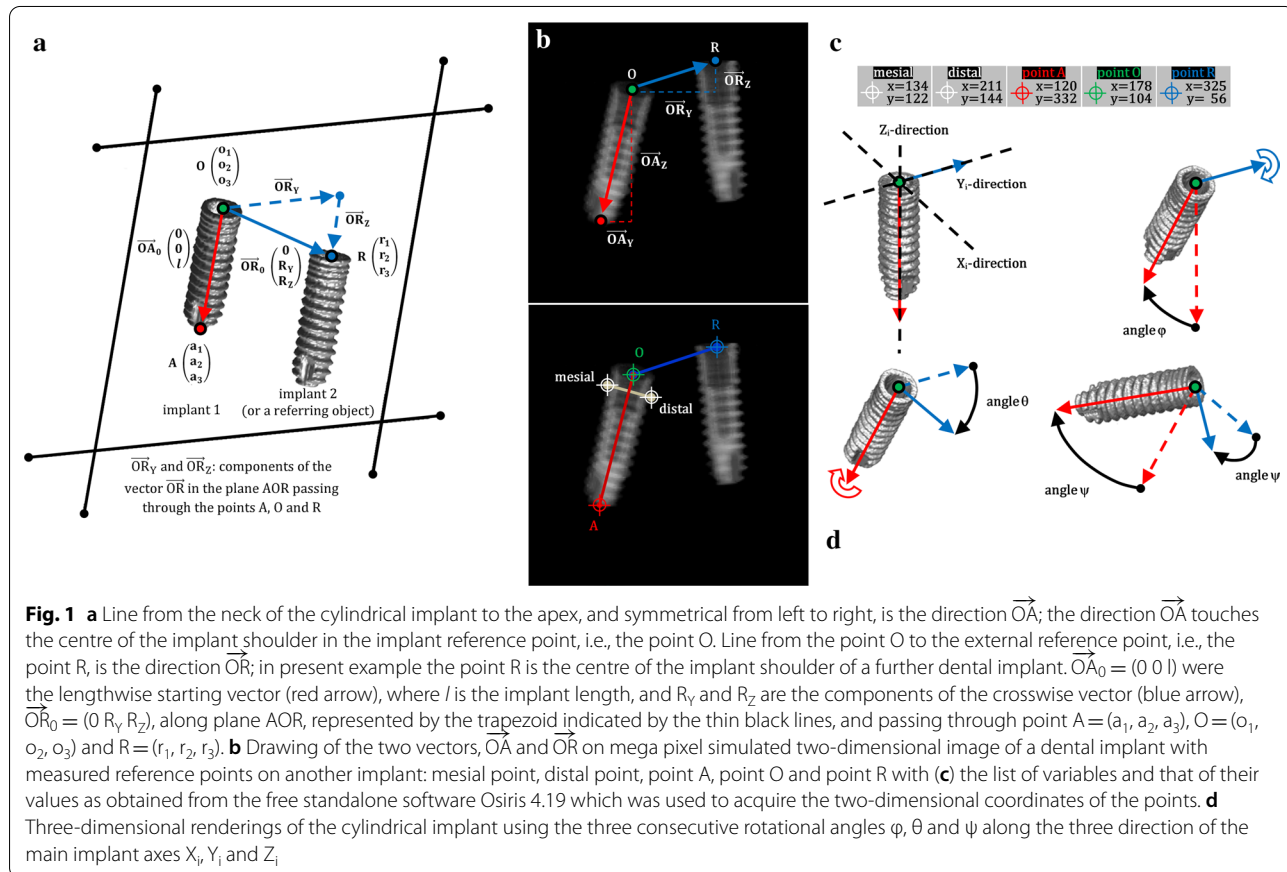 a
O
o₁
o₂
o₃
OR_Y
OR_Z
OA₀
0
0
l
OR₀
0
R_Y
R_Z
R
r₁
r₂
r₃
A
a₁
a₂
a₃
implant 1
implant 2
(or a referring object)
OR_Y and OR_Z: components of the
vector OR in the plane AOR passing
through the points A, O and R
b
R
O
OR_Z
OR_Y
OA_Z
OA_Y
R
O
mesial
distal
A
c
mesial distal point A point O point R
x=134 x=211 x=120 x=178 x=325
y=122 y=144 y=332 y=104 y= 56
Zᵢ-direction
Yᵢ-direction
Xᵢ-direction
angle φ
angle θ
angle ψ
angle ψ
d
Fig. 1 a Line from the neck of the cylindrical implant to the apex, and symmetrical from left to right, is the direction OA; the direction OA touches
the centre of the implant shoulder in the implant reference point, i.e., the point O. Line from the point O to the external reference point, i.e., the
point R, is the direction OR; in present example the point R is the centre of the implant shoulder of a further dental implant. OA₀ = (0 0 l) were
the lengthwise starting vector (red arrow), where l is the implant length, and R_Y and R_Z are the components of the crosswise vector (blue arrow),
OR₀ = (0 R_Y R_Z), along plane AOR, represented by the trapezoid indicated by the thin black lines, and passing through point A = (a₁, a₂, a₃), O = (o₁,
o₂, o₃) and R = (r₁, r₂, r₃). b Drawing of the two vectors, OA and OR on mega pixel simulated two-dimensional image of a dental implant with
measured reference points on another implant: mesial point, distal point, point A, point O and point R with (c) the list of variables and that of their
values as obtained from the free standalone software Osiris 4.19 which was used to acquire the two-dimensional coordinates of the points. d
Three-dimensional renderings of the cylindrical implant using the three consecutive rotational angles φ, θ and ψ along the three direction of the
main implant axes Xᵢ, Yᵢ and Zᵢ